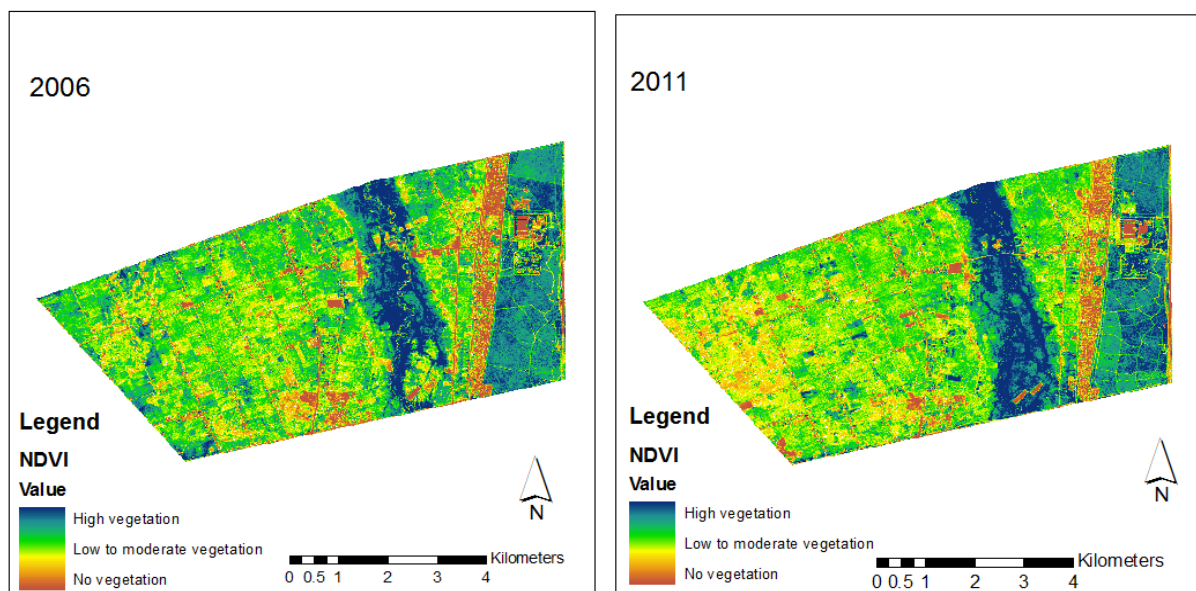 2006
Legend
NDVI
Value
High vegetation
Low to moderate vegetation
No vegetation
N
Kilometers
0 0.5 1 2 3 4
2011
Legend
NDVI
Value
High vegetation
Low to moderate vegetation
No vegetation
N
Kilometers
0 0.5 1 2 3 4